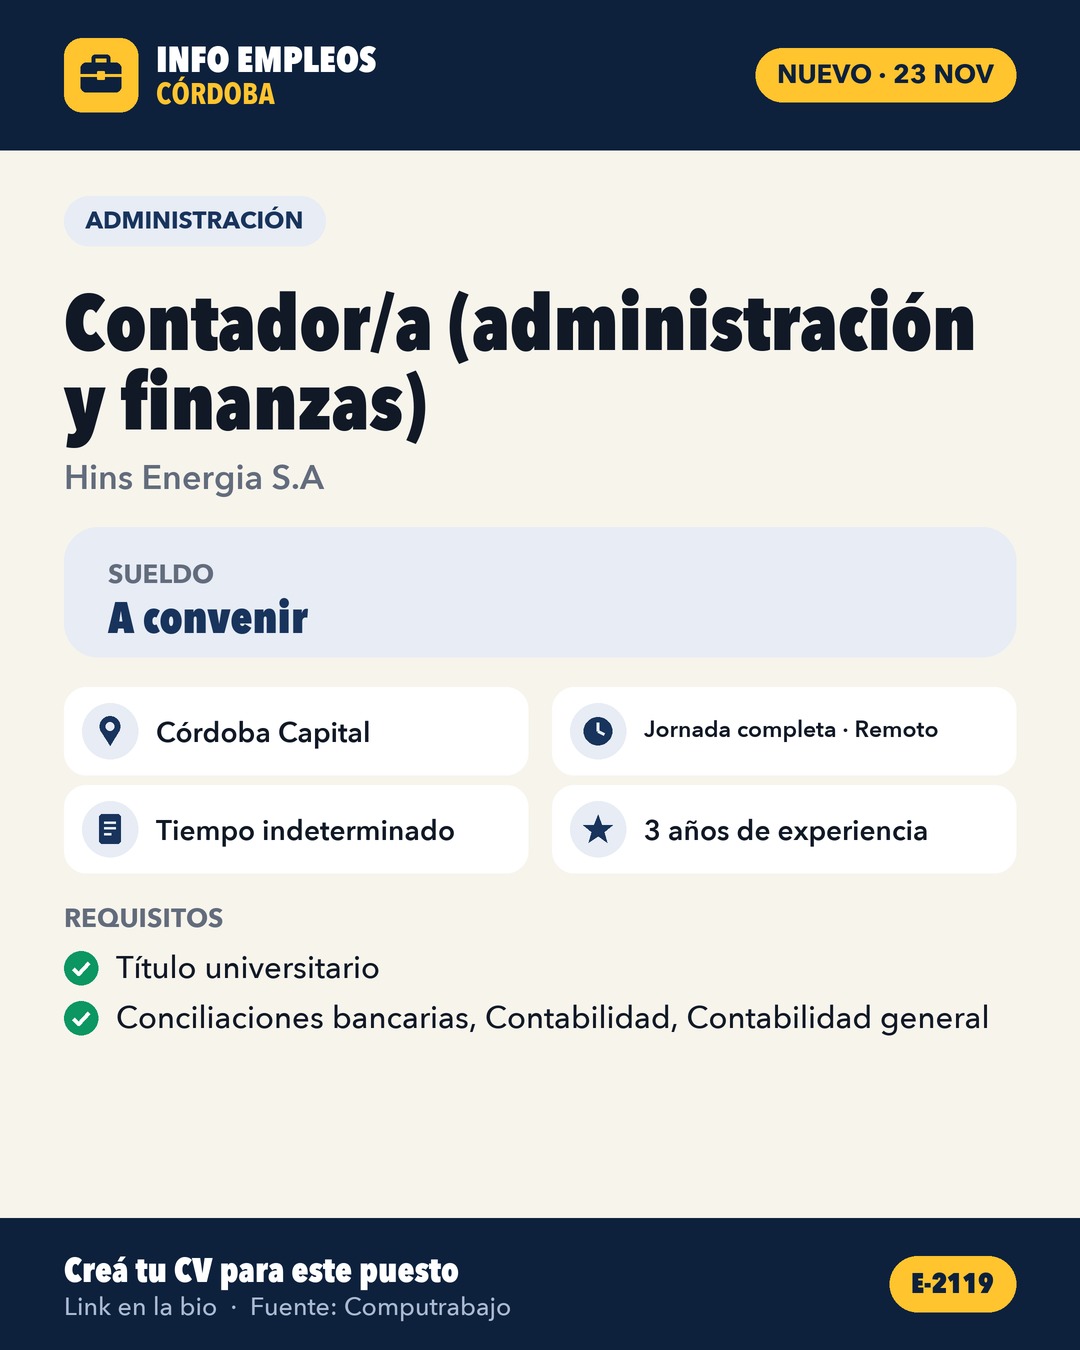 INFO EMPLEOS
CÓRDOBA
NUEVO · 23 NOV
ADMINISTRACIÓN
Contador/a (administración
y finanzas)
Hins Energia S.A
SUELDO
A convenir
Córdoba Capital
Jornada completa · Remoto
Tiempo indeterminado
3 años de experiencia
REQUISITOS
Título universitario
Conciliaciones bancarias, Contabilidad, Contabilidad general
Creá tu CV para este puesto
Link en la bio · Fuente: Computrabajo
E-2119